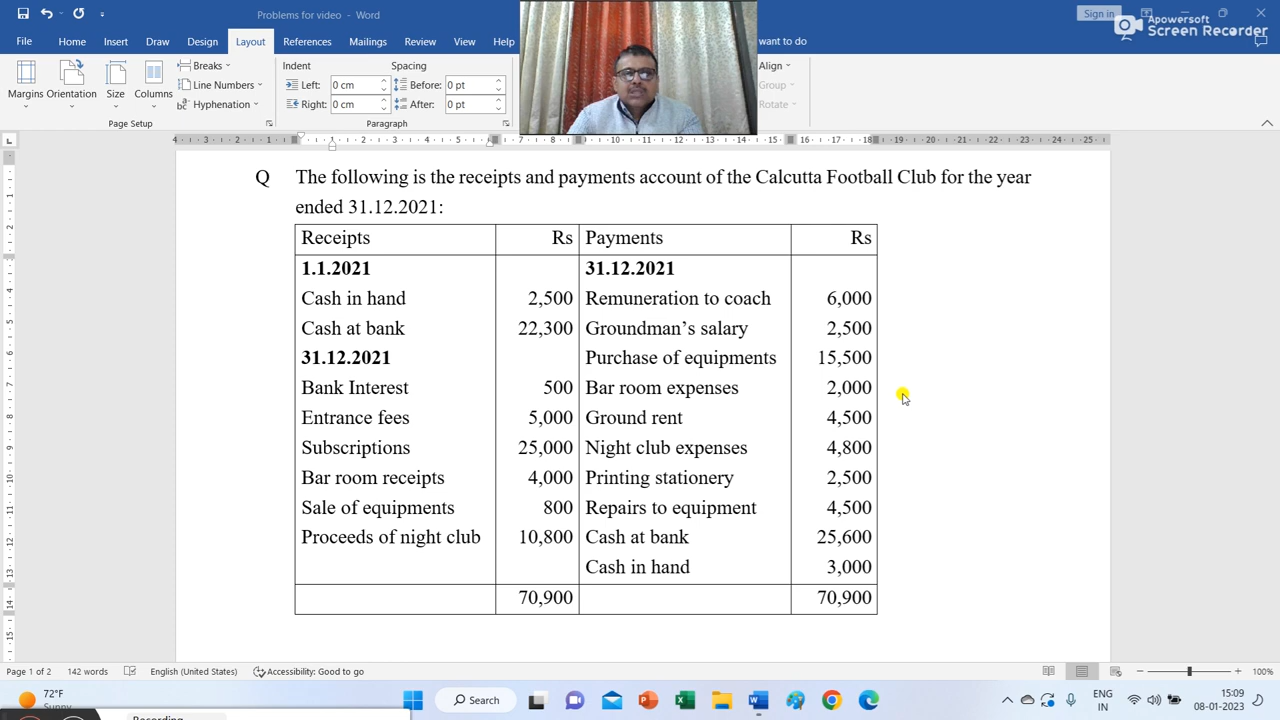 Problems for video - Word
Sign in
Apowersoft
Screen Recorder
File Home Insert Draw Design Layout References Mailings Review View Help want to do
Margins Orientation Size Columns
Breaks
Line Numbers
Hyphenation
Page Setup
Indent Spacing
Left: 0 cm Before: 0 pt
Right: 0 cm After: 0 pt
Paragraph
Align
Group
Rotate
Q The following is the receipts and payments account of the Calcutta Football Club for the year
ended 31.12.2021:
Receipts Rs Payments Rs
1.1.2021 31.12.2021
Cash in hand 2,500 Remuneration to coach 6,000
Cash at bank 22,300 Groundman's salary 2,500
31.12.2021 Purchase of equipments 15,500
Bank Interest 500 Bar room expenses 2,000
Entrance fees 5,000 Ground rent 4,500
Subscriptions 25,000 Night club expenses 4,800
Bar room receipts 4,000 Printing stationery 2,500
Sale of equipments 800 Repairs to equipment 4,500
Proceeds of night club 10,800 Cash at bank 25,600
Cash in hand 3,000
70,900 70,900
Page 1 of 2 142 words English (United States) Accessibility: Good to go 100%
72°F
Sunny
Search
ENG
IN
15:09
08-01-2023
Recording